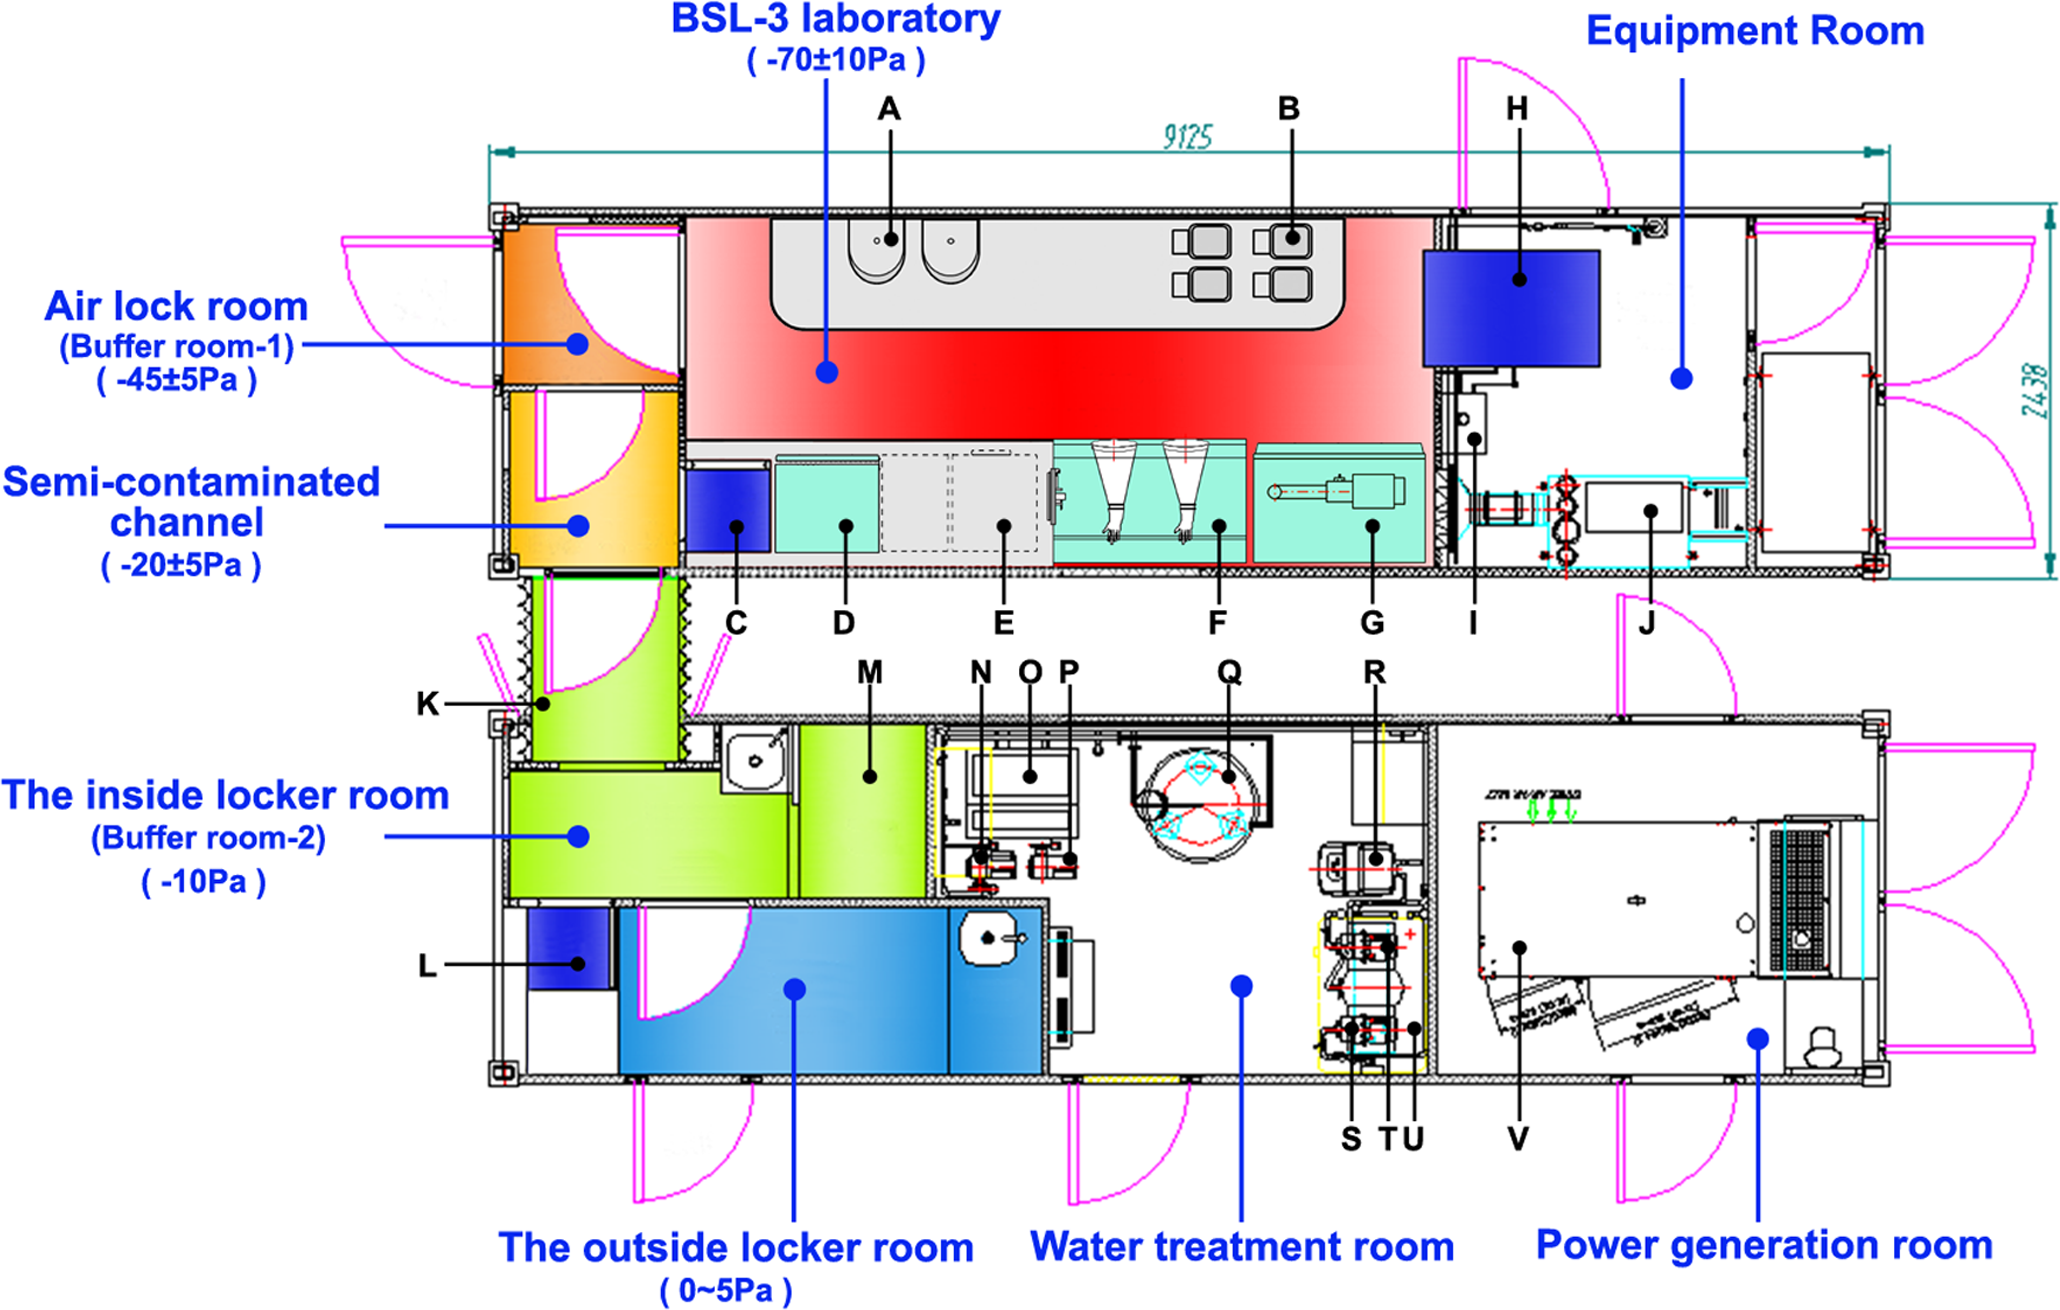 BSL-3 laboratory
( -70±10Pa )
Equipment Room
A
B
H
9125
Air lock room
(Buffer room-1)
( -45±5Pa )
2438
Semi-contaminated
channel
( -20±5Pa )
C
D
E
F
G
I
J
K
M
N
O
P
Q
R
The inside locker room
(Buffer room-2)
( -10Pa )
L
S
T
U
V
The outside locker room
( 0~5Pa )
Water treatment room
Power generation room